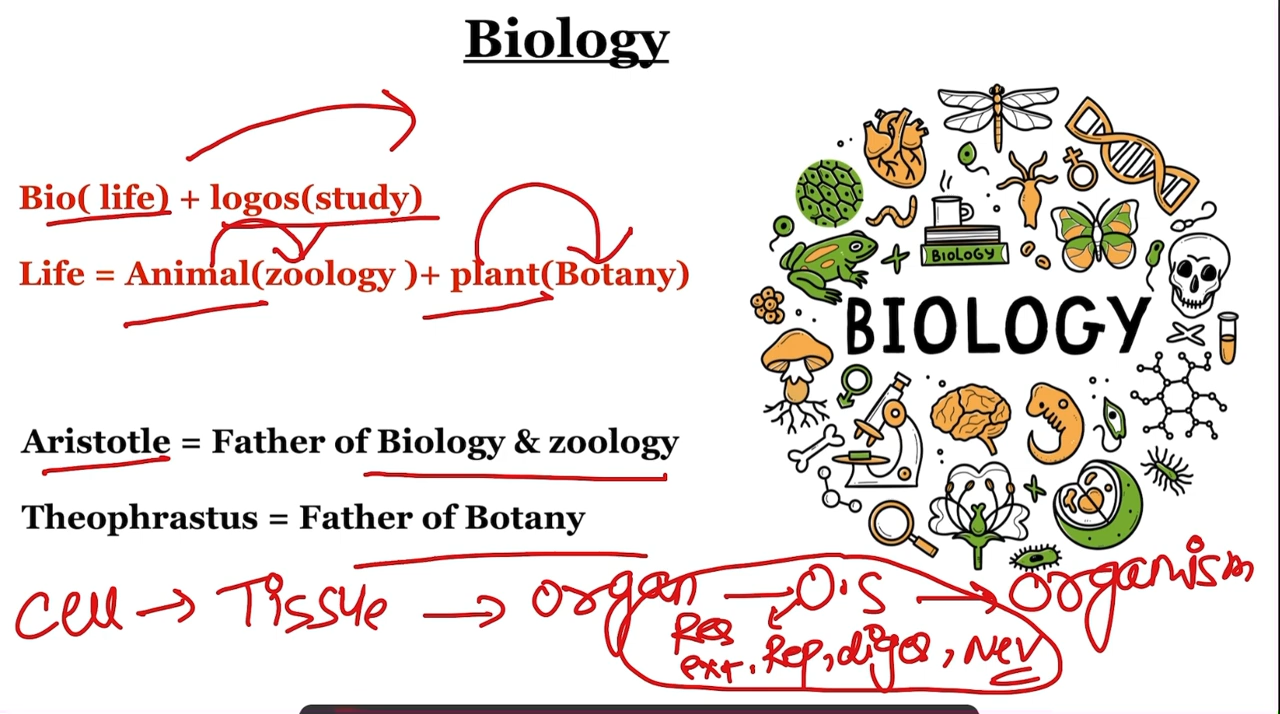 Biology
Bio( life) + logos(study)
Life = Animal(zoology )+ plant(Botany)
BIOLOGY
BIOLOGY
Aristotle = Father of Biology & zoology
Theophrastus = Father of Botany
Cell → Tissue → organ → O.S → organism
Res
ext. Rep, diges, Nev